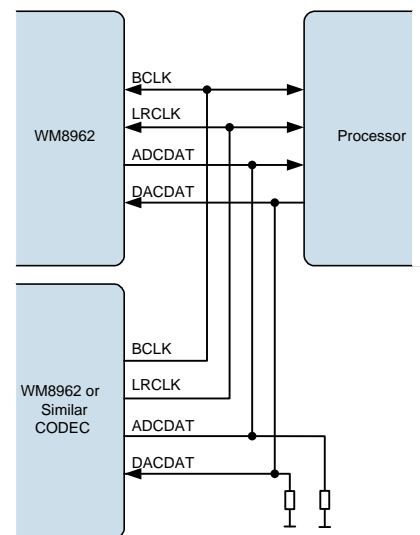 BCLK
LRCLK
WM8962
Processor
ADCDAT
DACDAT
BCLK
LRCLK
WM8962 or
Similar
CODEC
ADCDAT
DACDAT